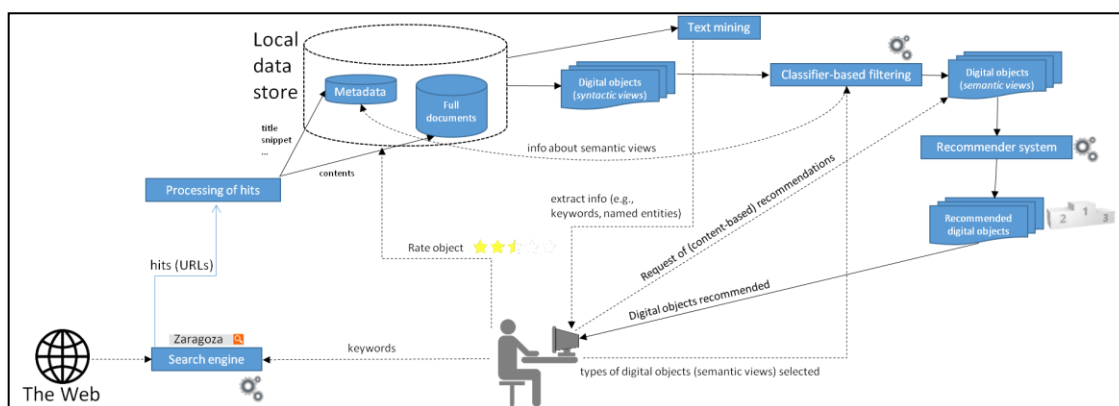 Local
data
store
Metadata
Full
documents
title
snippet
...
contents
Processing of hits
hits (URLs)
Zaragoza
Search engine
The Web
keywords
Rate object
info about semantic views
extract info (e.g.,
keywords, named entities)
Text mining
Digital objects
(syntactic views)
Classifier-based filtering
Digital objects
(semantic views)
Recommender system
Recommended
digital objects
2
1
3
Request of (content-based) recommendations
Digital objects recommended
types of digital objects (semantic views) selected